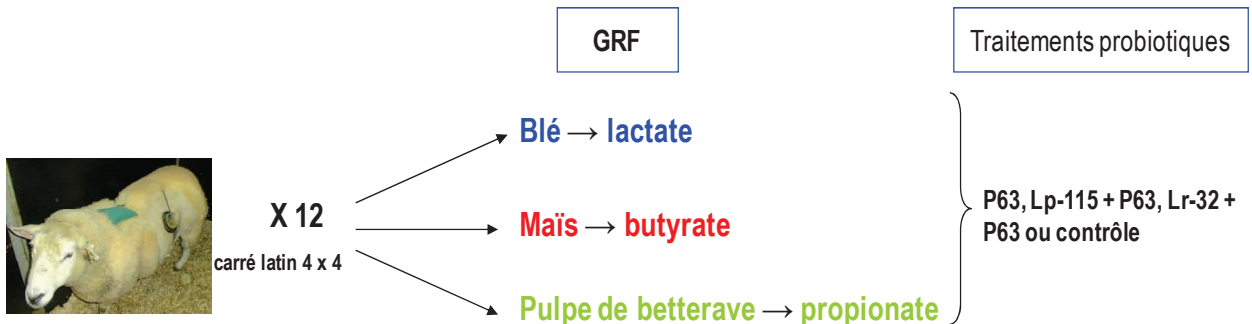 GRF
Traitements probiotiques
Blé → lactate
X 12
carré latin 4 x 4
Maïs → butyrate
P63, Lp-115 + P63, Lr-32 +
P63 ou contrôle
Pulpe de betterave → propionate